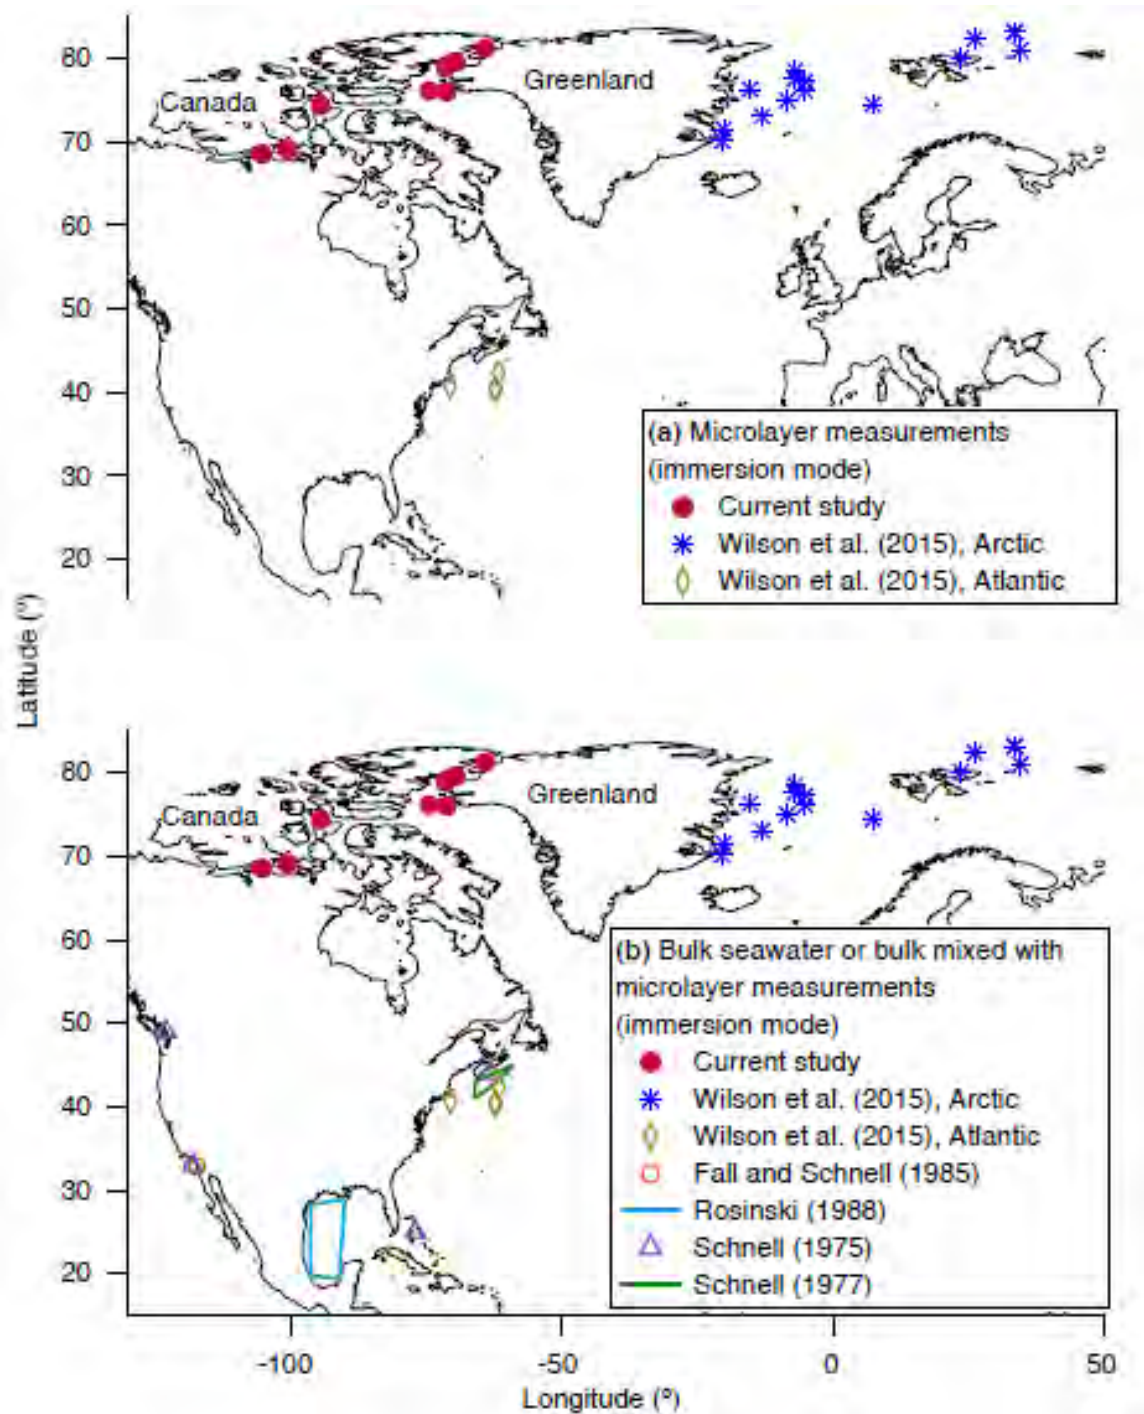 80
70
60
50
40
30
20
Canada
Greenland
(a) Microlayer measurements
(immersion mode)
Current study
Wilson et al. (2015), Arctic
Wilson et al. (2015), Atlantic
Latitude (º)
80
70
60
50
40
30
20
Canada
Greenland
(b) Bulk seawater or bulk mixed with
microlayer measurements
(immersion mode)
Current study
Wilson et al. (2015), Arctic
Wilson et al. (2015), Atlantic
Fall and Schnell (1985)
Rosinski (1988)
Schnell (1975)
Schnell (1977)
-100
-50
0
50
Longitude (º)